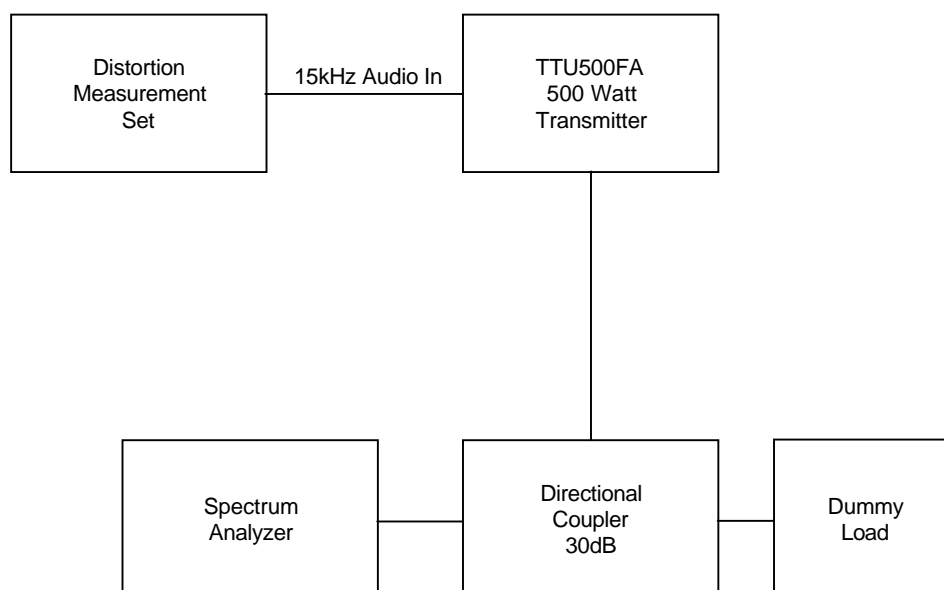 Distortion
Measurement
Set
15kHz Audio In
TTU500FA
500 Watt
Transmitter
Spectrum
Analyzer
Directional
Coupler
30dB
Dummy
Load